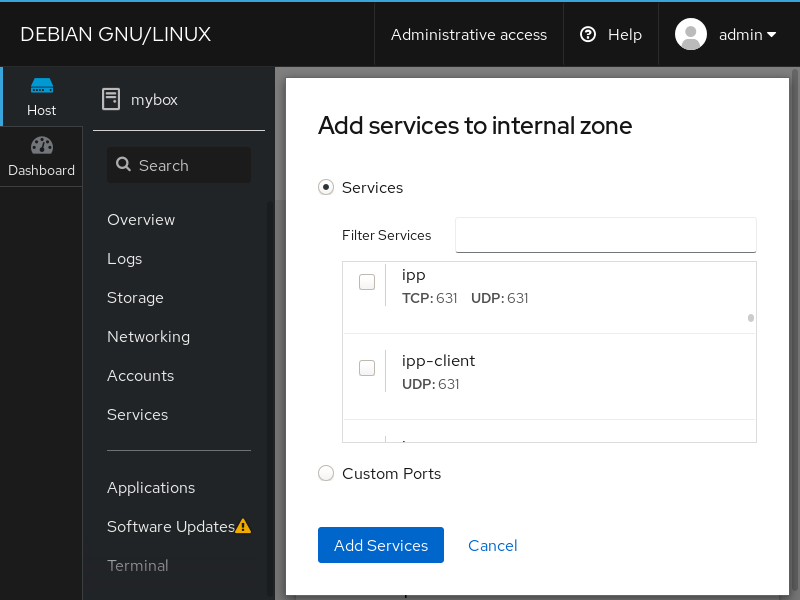 DEBIAN GNU/LINUX
Administrative access
Help
admin
Host
Dashboard
mybox
Search
Overview
Logs
Storage
Networking
Accounts
Services
Applications
Software Updates
Terminal
Add services to internal zone
Services
Filter Services
ipp
TCP: 631 UDP: 631
ipp-client
UDP: 631
Custom Ports
Add Services
Cancel